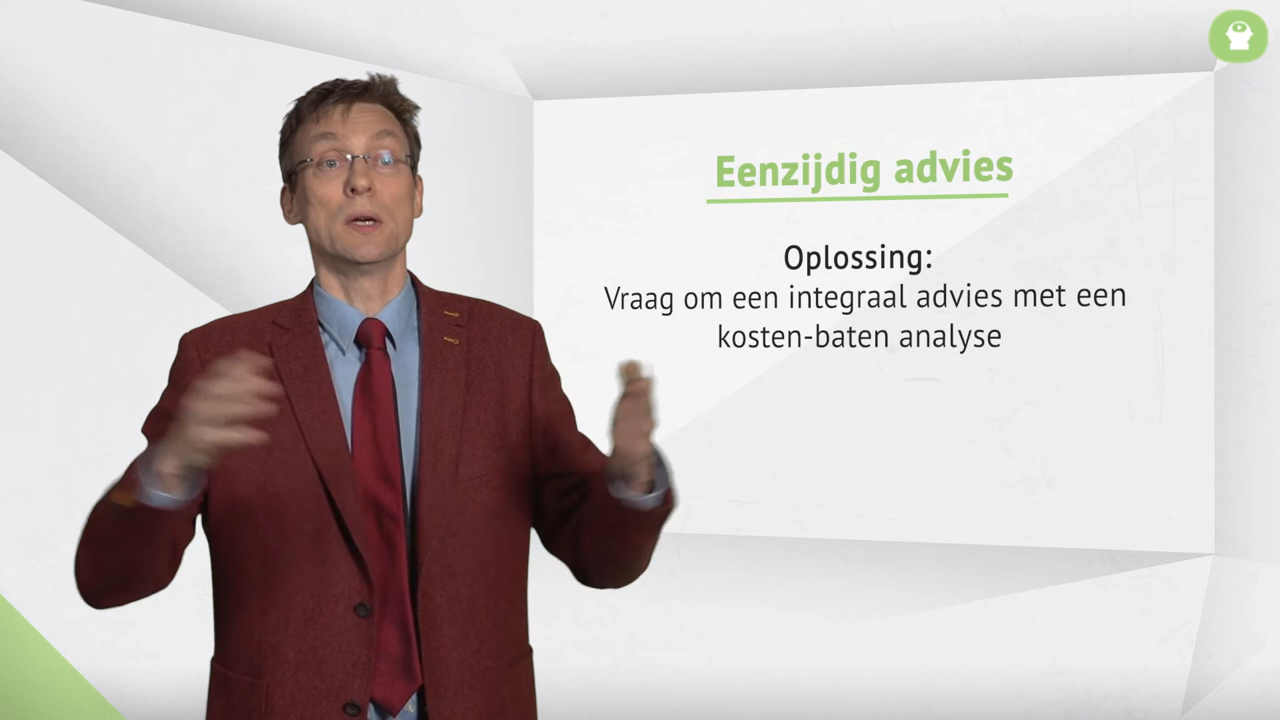 Eenzijdig advies
Oplossing:
Vraag om een integraal advies met een
kosten-baten analyse